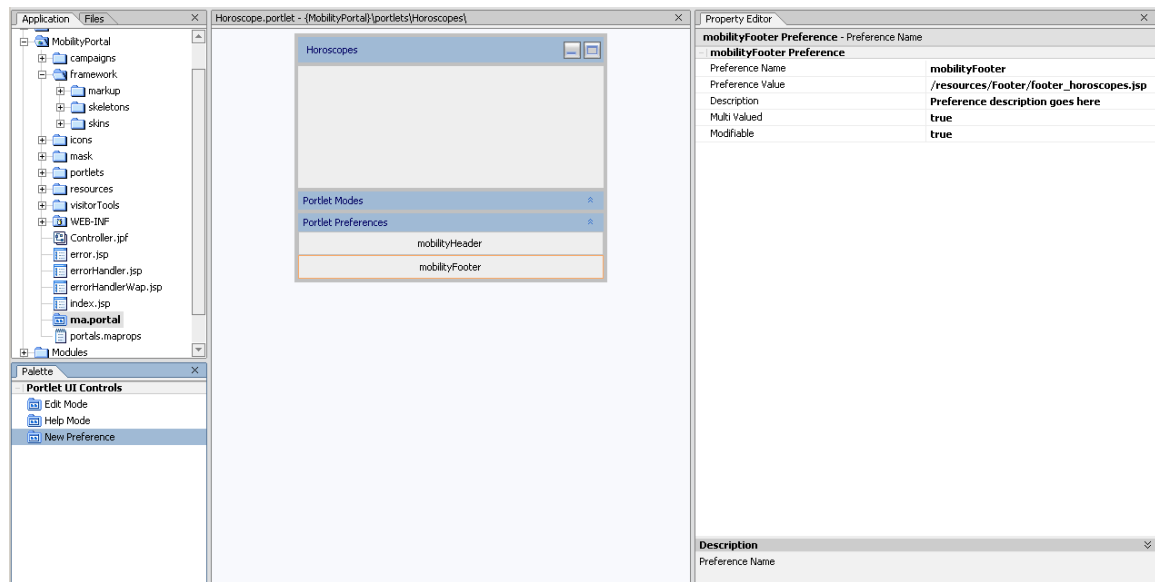 Application Files
MobilityPortal
campaigns
framework
markup
skeletons
skins
icons
mask
portlets
resources
visitorTools
WEB-INF
Controller.jpf
error.jsp
errorHandler.jsp
errorHandlerWap.jsp
index.jsp
ma.portal
portals.maprops
Modules
Palette
Portlet UI Controls
Edit Mode
Help Mode
New Preference
Horoscope.portlet - {MobilityPortal}\portlets\Horoscopes\
Horoscopes
Portlet Modes
Portlet Preferences
mobilityHeader
mobilityFooter
Property Editor
mobilityFooter Preference - Preference Name
mobilityFooter Preference
Preference Name mobilityFooter
Preference Value /resources/Footer/footer_horoscopes.jsp
Description Preference description goes here
Multi Valued true
Modifiable true
Description
Preference Name